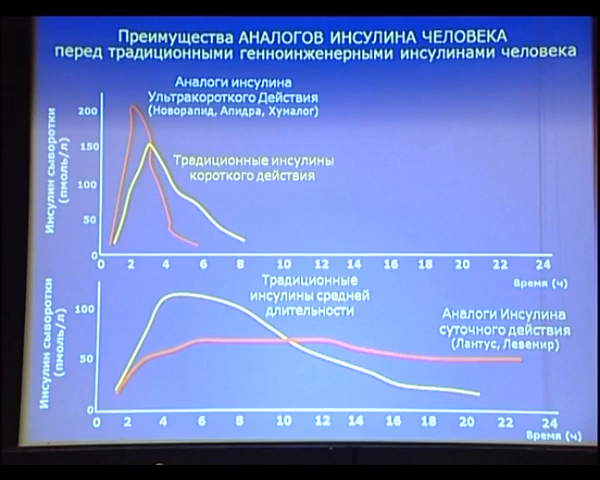 Преимущества АНАЛОГОВ ИНСУЛИНА ЧЕЛОВЕКА
перед традиционными генноинженерными инсулинами человека
Аналоги инсулина
Ультракороткого Действия
(Новорапид, Апидра, Хумалог)
Традиционные инсулины
короткого действия
Инсулин сыворотки
(пмоль/л)
200
150
100
50
0 2 4 6 8 10 12 14 16 18 20 22 24
Время (ч)
Традиционные
инсулины средней
длительности
Аналоги Инсулина
суточного действия
(Лантус, Левемир)
Инсулин сыворотки
(пмоль/л)
100
50
0
0 2 4 6 8 10 12 14 16 18 20 22 24
Время (ч)